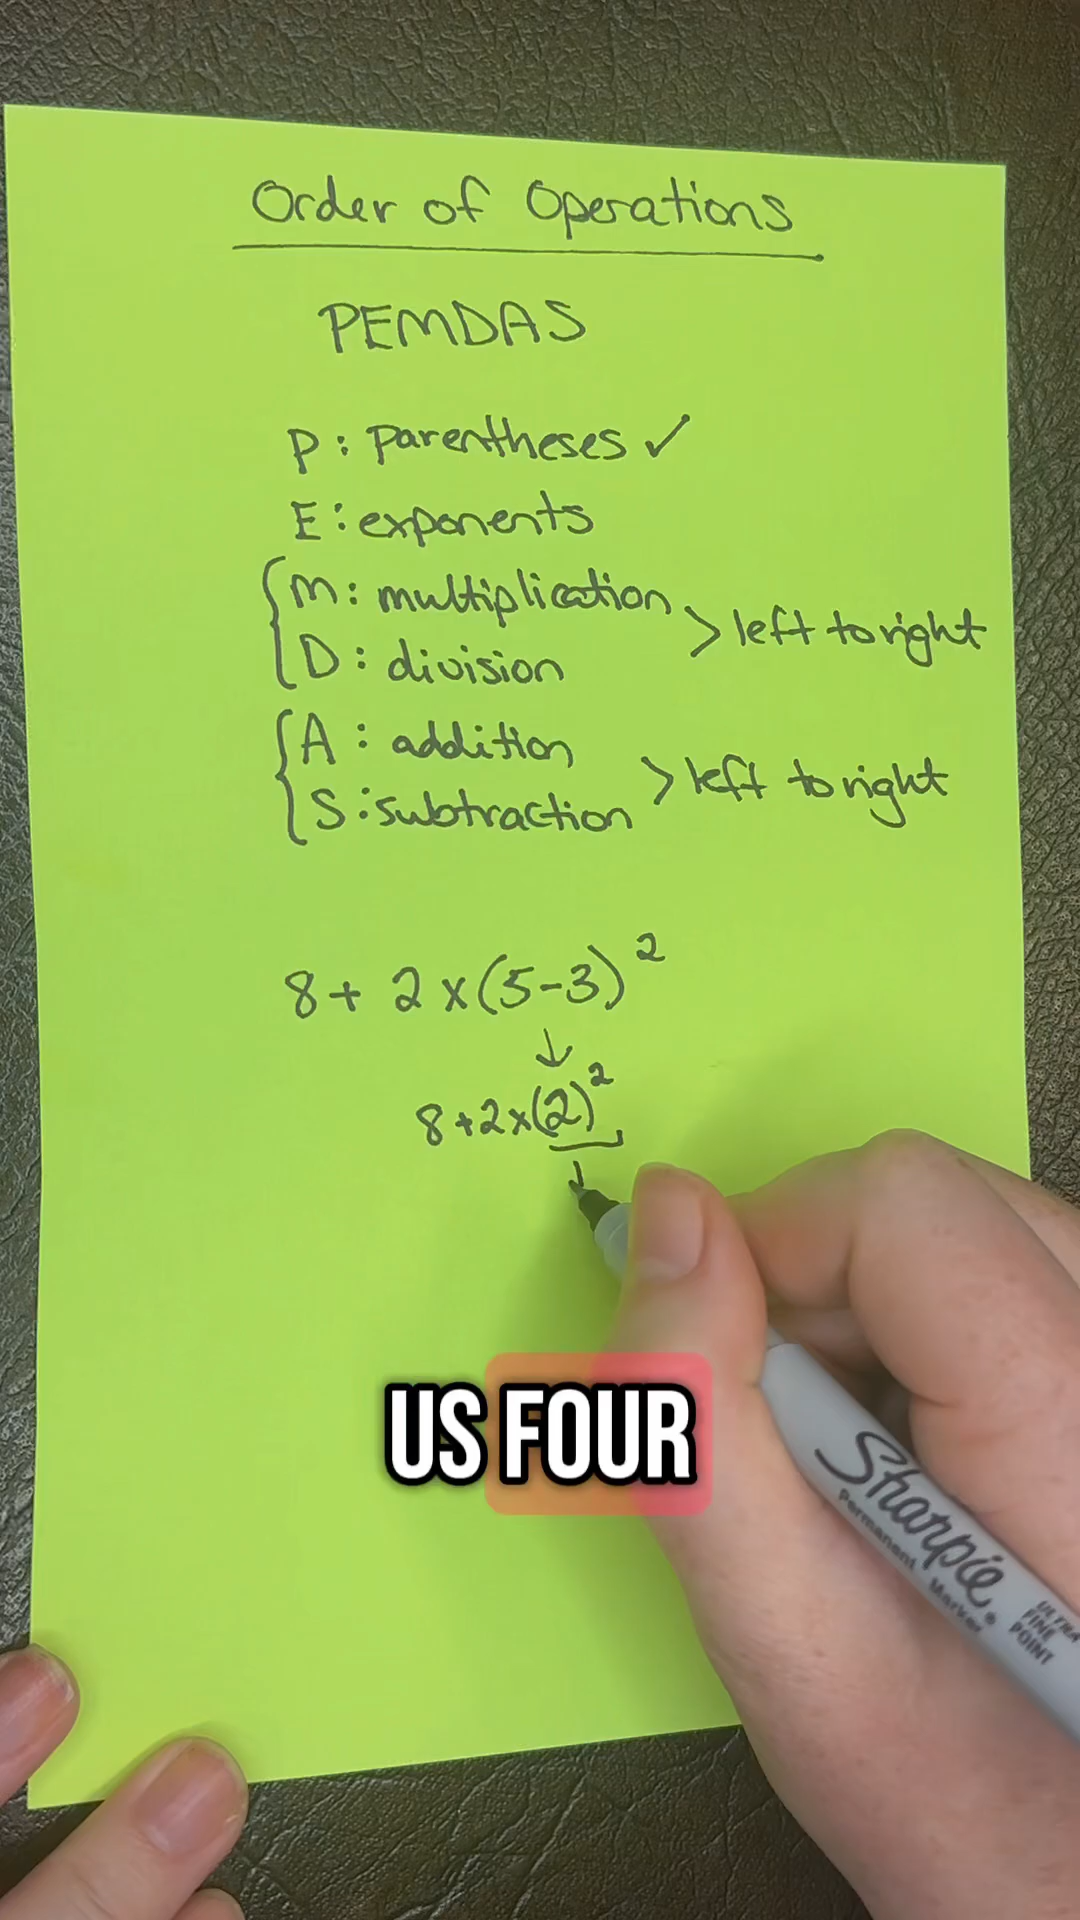 Order of Operations
PEMDAS
P: parentheses ✓
E: exponents
M: multiplication
D: division
> left to right
A: addition
S: subtraction
> left to right
8 + 2 x (5-3)²
↓
8+2x(2)²
↓
US FOUR
Sharpie®
Permanent Marker
ULTRA
FINE
POINT